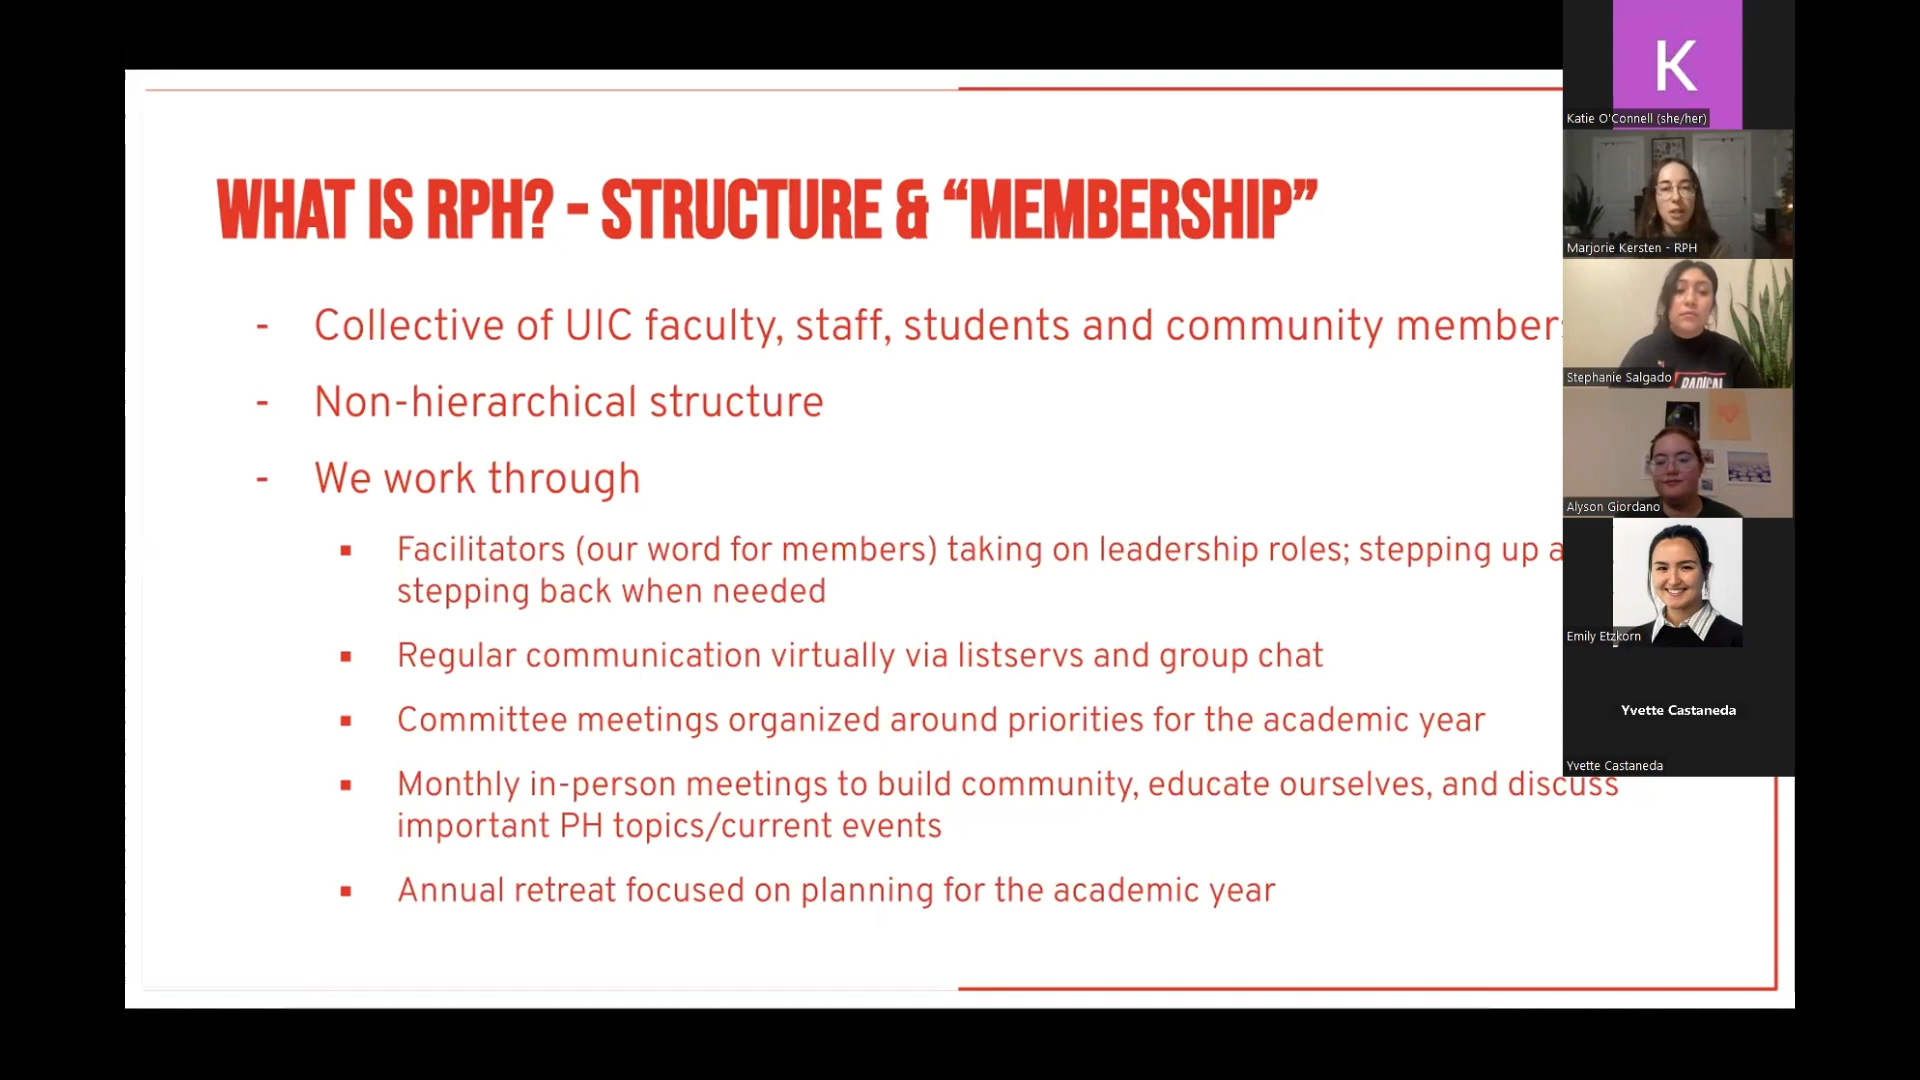 WHAT IS RPH? - STRUCTURE & “MEMBERSHIP”
- Collective of UIC faculty, staff, students and community member
- Non-hierarchical structure
- We work through
▪ Facilitators (our word for members) taking on leadership roles; stepping up
stepping back when needed
▪ Regular communication virtually via listservs and group chat
▪ Committee meetings organized around priorities for the academic year
▪ Monthly in-person meetings to build community, educate ourselves, and discuss
important PH topics/current events
▪ Annual retreat focused on planning for the academic year
K
Katie O'Connell (she/her)
Marjorie Kersten - RPH
RADICAL
Stephanie Salgado
Alyson Giordano
Emily Etzkorn
Yvette Castaneda
Yvette Castaneda